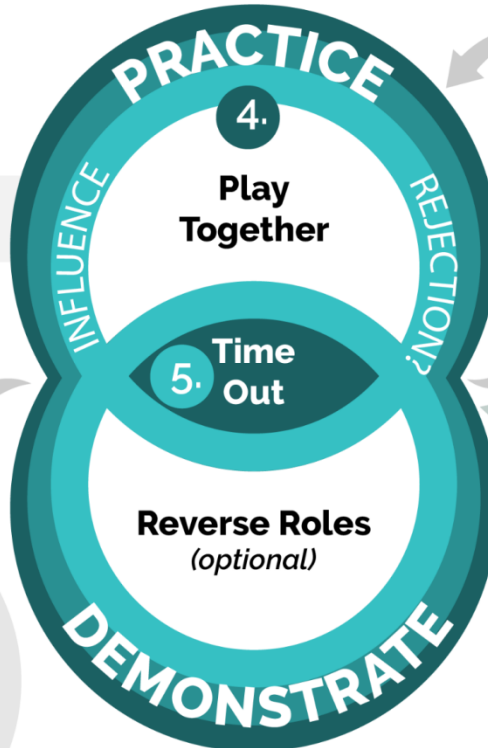 PRACTICE
4.
Play
Together
INFLUENCE
REJECTION?
5.
Time
Out
Reverse Roles
(optional)
DEMONSTRATE